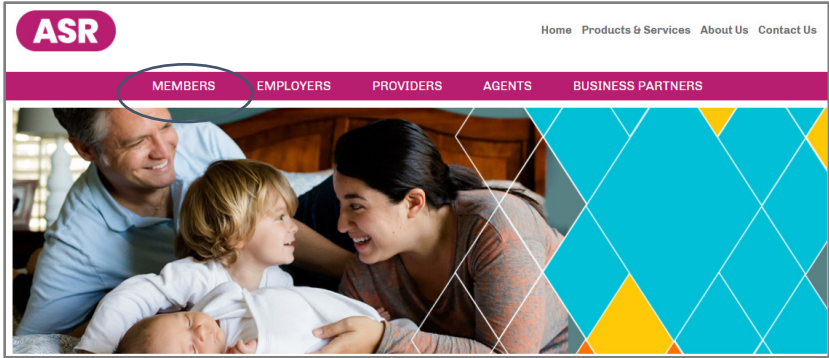 ASR
Home Products & Services About Us Contact Us
MEMBERS EMPLOYERS PROVIDERS AGENTS BUSINESS PARTNERS